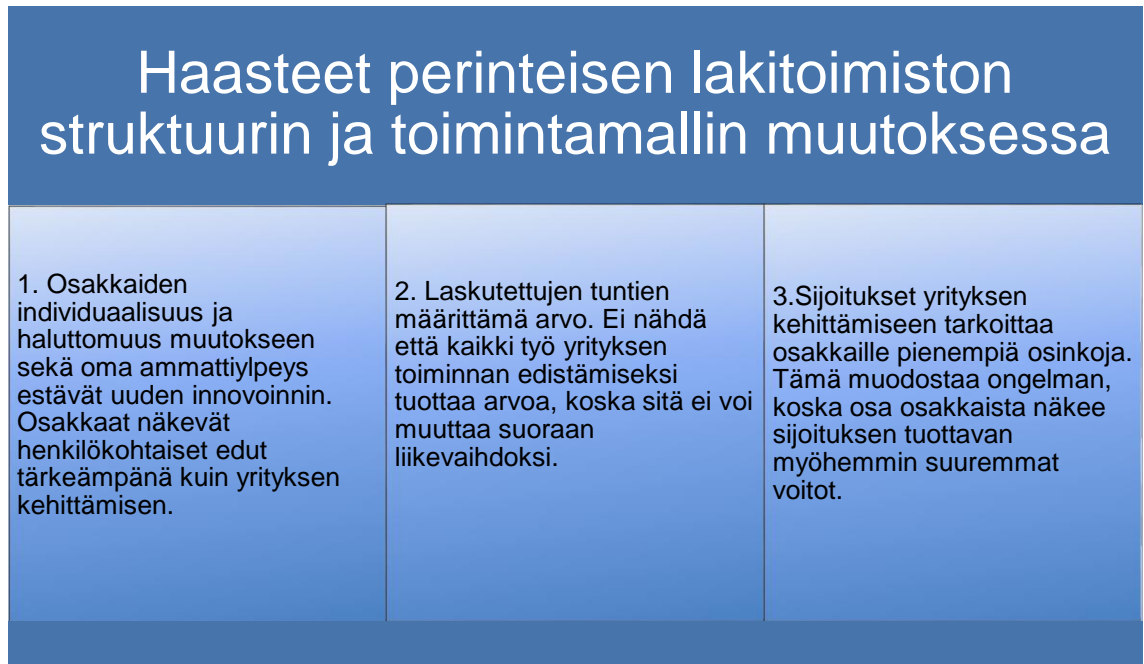 Haasteet perinteisen lakitoimiston
struktuurin ja toimintamallin muutoksessa
1. Osakkaiden
individuaalisuus ja
haluttomuus muutokseen
sekä oma ammattiylpeys
estävät uuden innovoinnin.
Osakkaat näkevät
henkilökohtaiset edut
tärkeämpänä kuin yrityksen
kehittämisen.
2. Laskutettujen tuntien
määrittämä arvo. Ei nähdä
että kaikki työ yrityksen
toiminnan edistämiseksi
tuottaa arvoa, koska sitä ei voi
muuttaa suoraan
liikevaihdoksi.
3.Sijoitukset yrityksen
kehittämiseen tarkoittaa
osakkaille pienempiä osinkoja.
Tämä muodostaa ongelman,
koska osa osakkaista näkee
sijoituksen tuottavan
myöhemmin suuremmat
voitot.